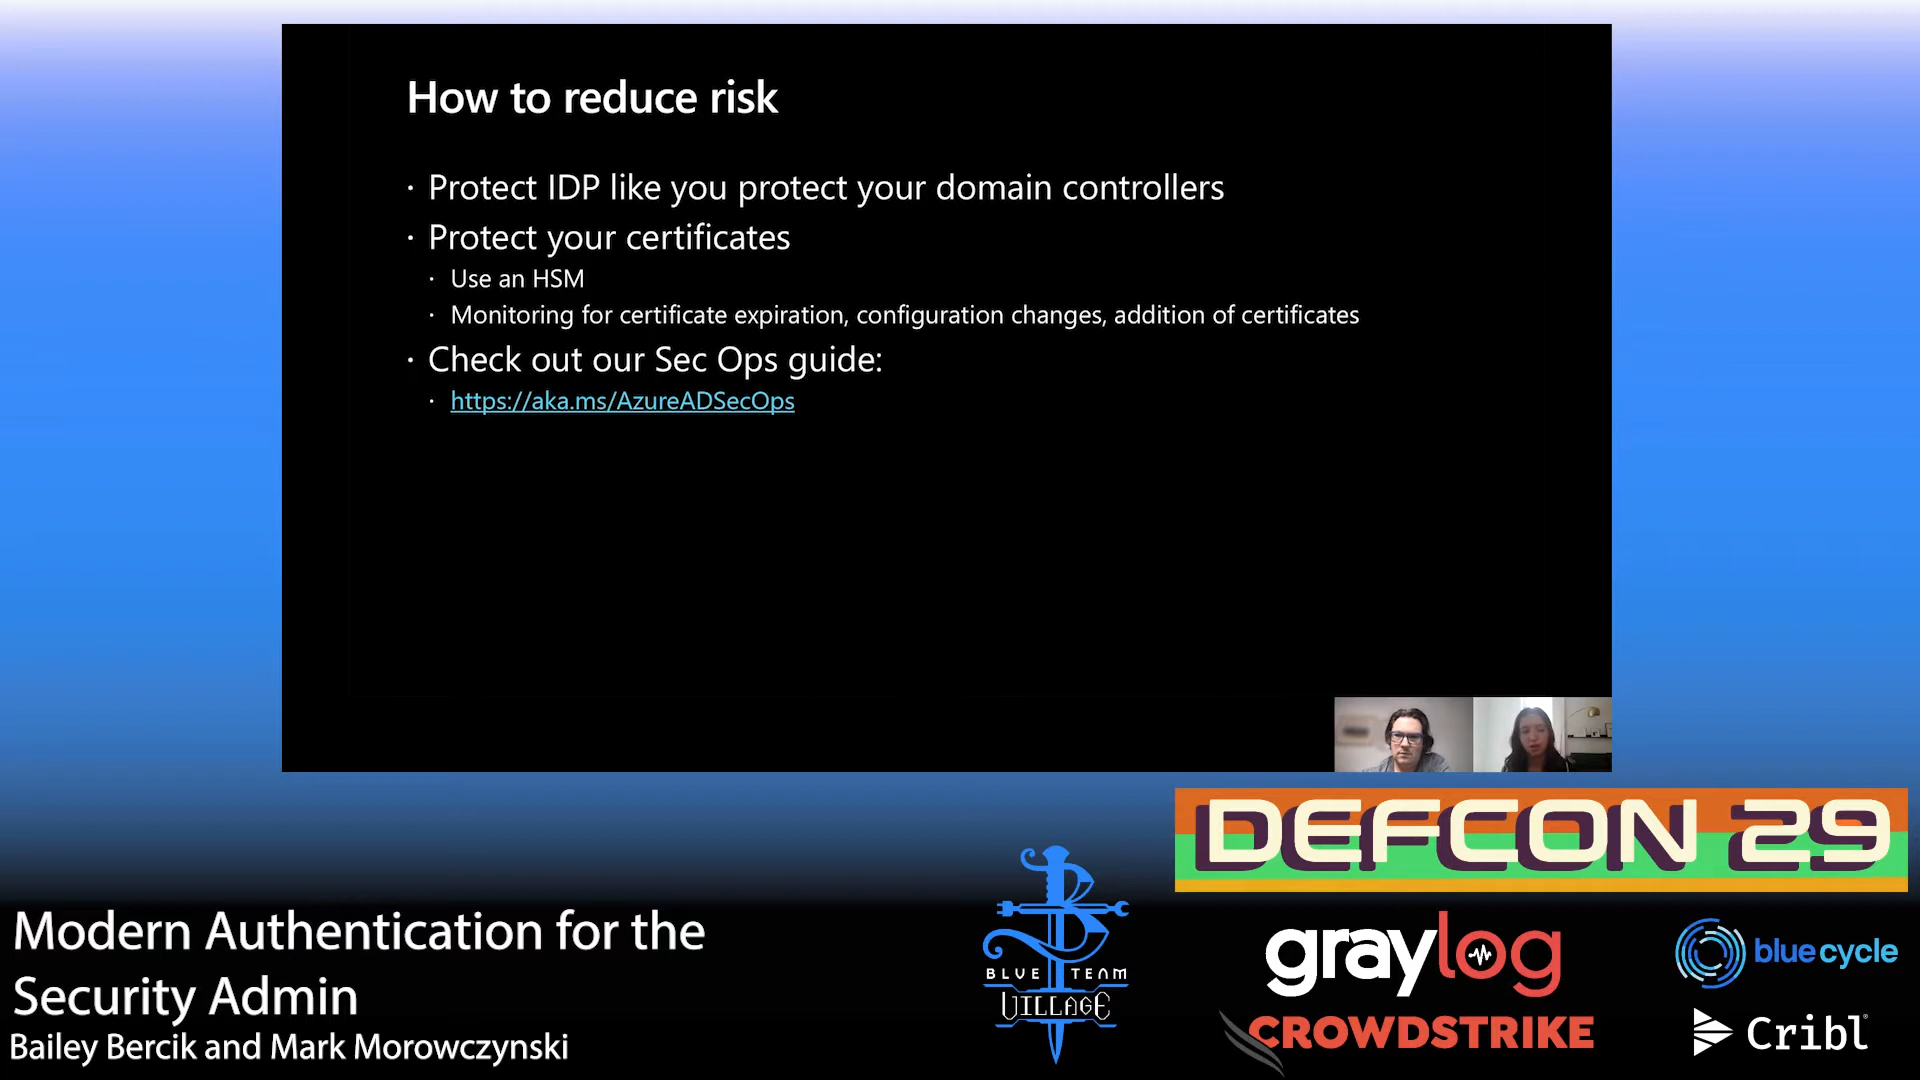 How to reduce risk
· Protect IDP like you protect your domain controllers
· Protect your certificates
· Use an HSM
· Monitoring for certificate expiration, configuration changes, addition of certificates
· Check out our Sec Ops guide:
· https://aka.ms/AzureADSecOps
DEFCON 29
Modern Authentication for the
Security Admin
Bailey Bercik and Mark Morowczynski
BLUE TEAM
VILLAGE
graylog
blue cycle
CROWDSTRIKE
Cribl